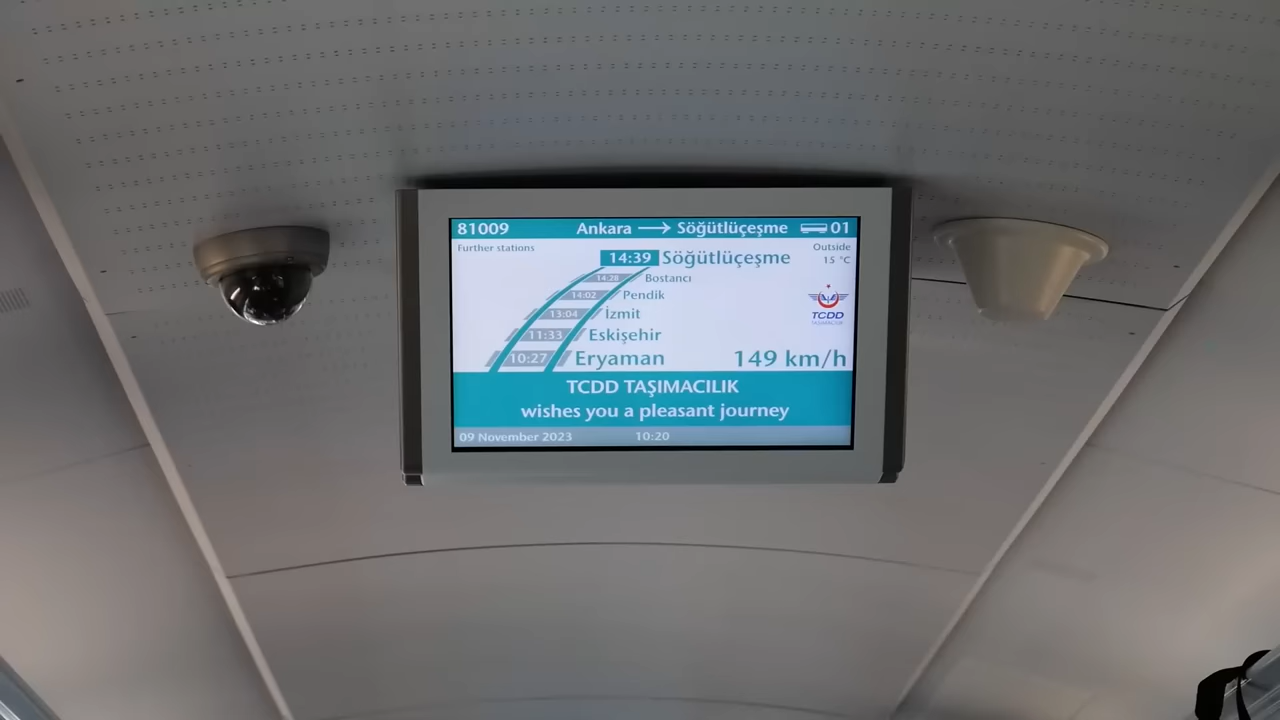 81009 Ankara → Söğütlüçeşme 01
Further stations
Outside
15 °C
14:39 Söğütlüçeşme
14:28 Bostancı
14:02 Pendik
13:04 İzmit
11:33 Eskişehir
10:27 Eryaman
149 km/h
TCDD
TAŞIMACILIK
TCDD TAŞIMACILIK
wishes you a pleasant journey
09 November 2023 10:20